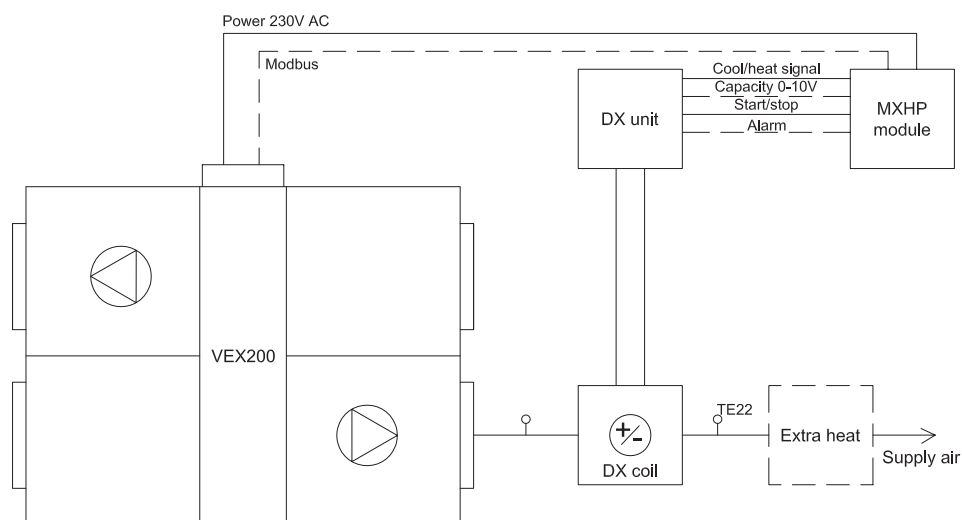 Power 230V AC
Modbus
Cool/heat signal
Capacity 0-10V
Start/stop
Alarm
DX unit
MXHP
module
VEX200
TE22
+/-
DX coil
Extra heat
Supply air